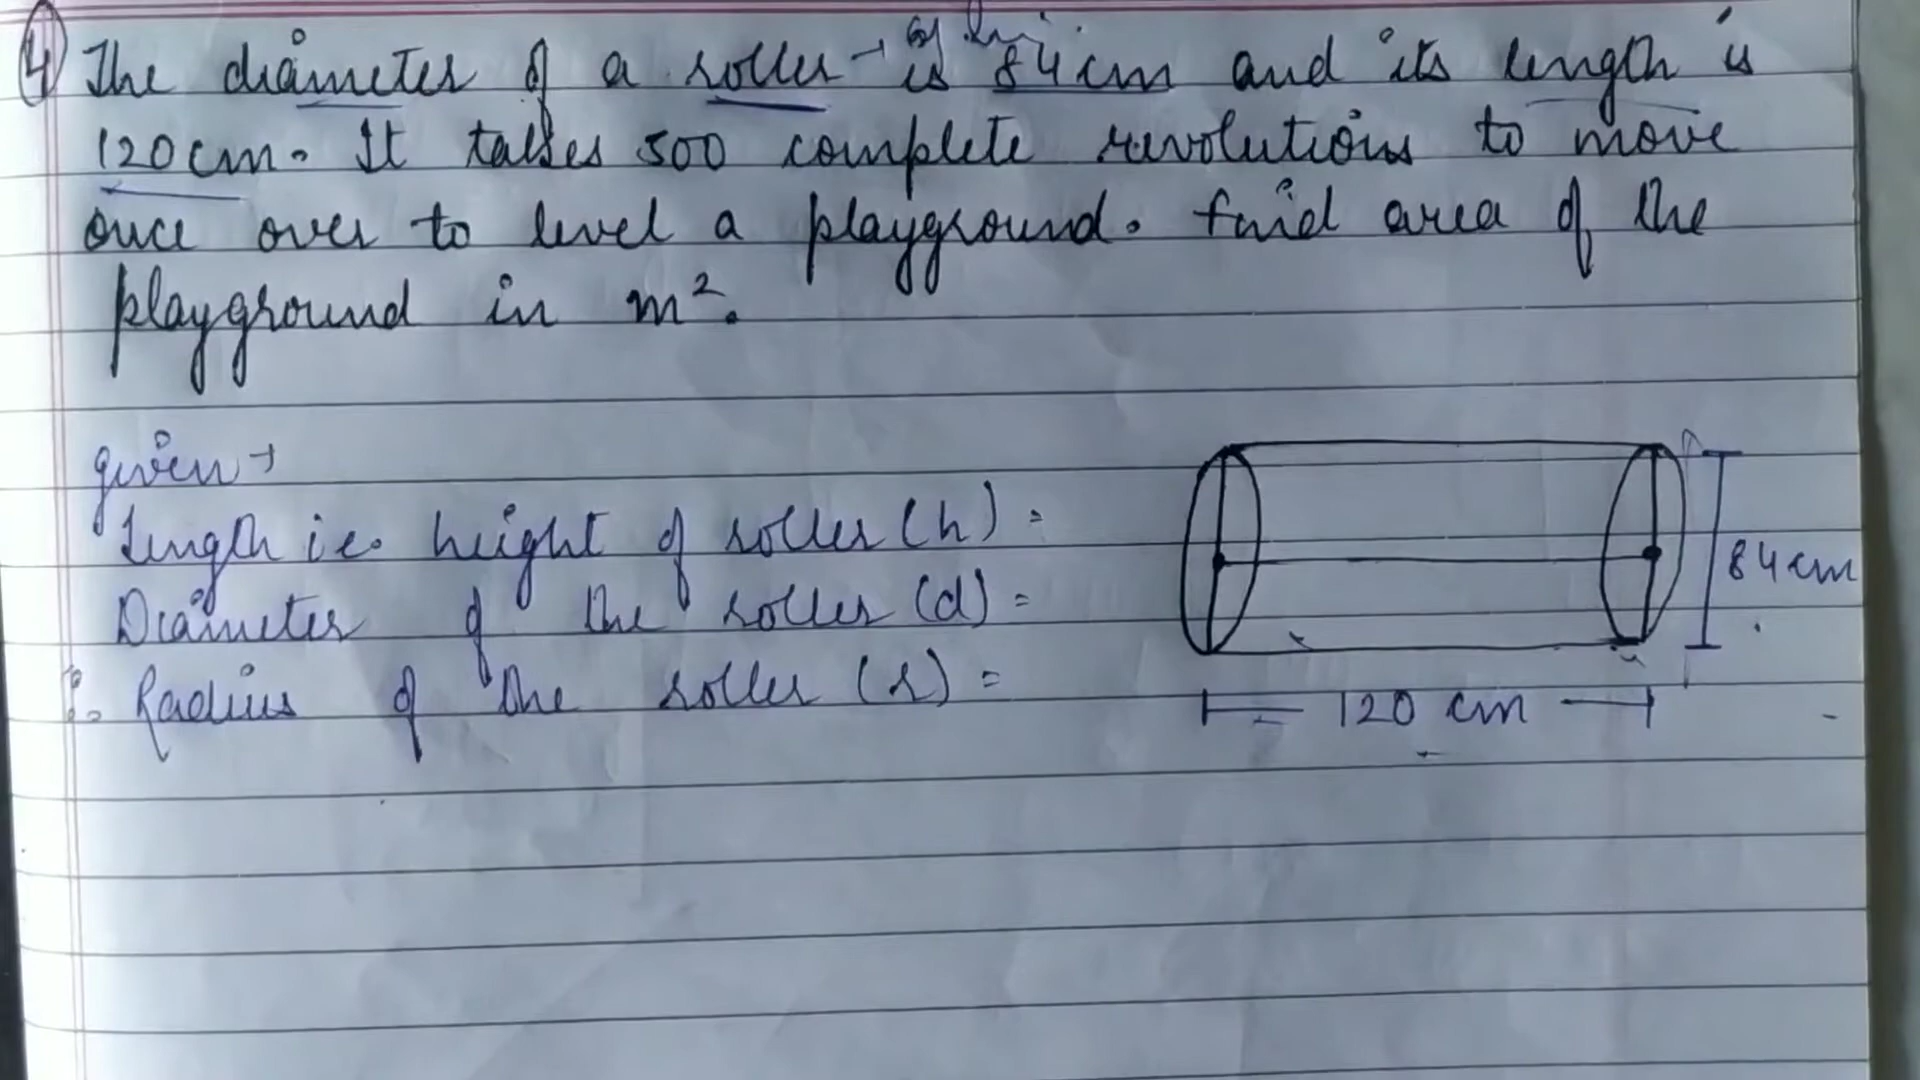 4 The diameter of a roller is 84 cm and its length is
120 cm. It takes 500 complete revolutions to move
once over to level a playground. find area of the
playground in m².
given →
Length i.e. height of roller (h) =
Diameter of the roller (d) =
∴ Radius of the roller (r) =
84 cm
120 cm